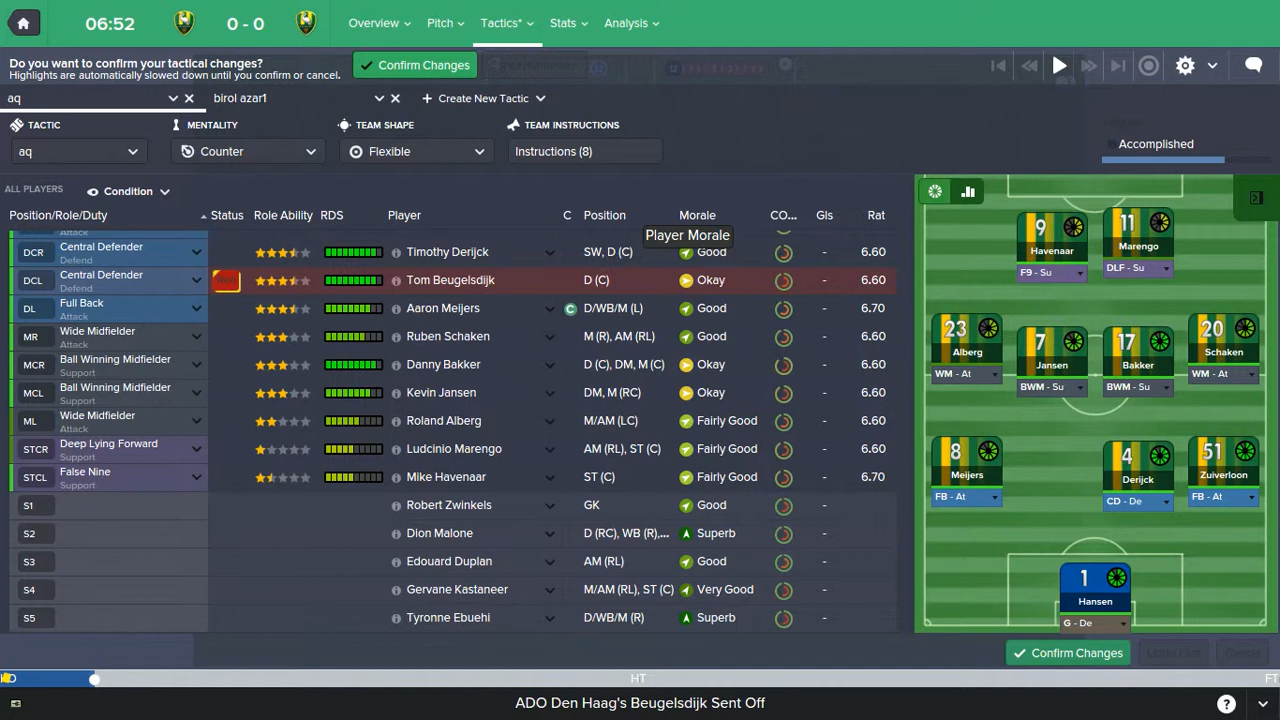 06:52
0 - 0
Overview
Pitch
Tactics*
Stats
Analysis
Do you want to confirm your tactical changes?
Highlights are automatically slowed down until you confirm or cancel.
Confirm Changes
aq
birol azar1
Create New Tactic
TACTIC
MENTALITY
TEAM SHAPE
TEAM INSTRUCTIONS
aq
Counter
Flexible
Instructions (8)
Accomplished
ALL PLAYERS
Condition
Position/Role/Duty Status Role Ability RDS Player C Position Morale CO... Gls Rat
Player Morale
DCR Central Defender Defend Timothy Derijck SW, D (C) Good - 6.60
DCL Central Defender Defend Tom Beugelsdijk D (C) Okay - 6.60
DL Full Back Attack Aaron Meijers C D/WB/M (L) Good - 6.70
MR Wide Midfielder Attack Ruben Schaken M (R), AM (RL) Good - 6.60
MCR Ball Winning Midfielder Support Danny Bakker D (C), DM, M (C) Okay - 6.60
MCL Ball Winning Midfielder Support Kevin Jansen DM, M (RC) Okay - 6.60
ML Wide Midfielder Attack Roland Alberg M/AM (LC) Fairly Good - 6.60
STCR Deep Lying Forward Support Ludcinio Marengo AM (RL), ST (C) Fairly Good - 6.60
STCL False Nine Support Mike Havenaar ST (C) Fairly Good - 6.70
S1 Robert Zwinkels GK Good -
S2 Dion Malone D (RC), WB (R),... Superb -
S3 Edouard Duplan AM (RL) Good -
S4 Gervane Kastaneer M/AM (RL), ST (C) Very Good -
S5 Tyronne Ebuehi D/WB/M (R) Superb -
9
Havenaar
F9 - Su
11
Marengo
DLF - Su
23
Alberg
WM - At
7
Jansen
BWM - Su
17
Bakker
BWM - Su
20
Schaken
WM - At
8
Meijers
FB - At
4
Derijck
CD - De
51
Zuiverloon
FB - At
1
Hansen
G - De
Confirm Changes
Undo Last
Cancel
HT
FT
ADO Den Haag's Beugelsdijk Sent Off
?